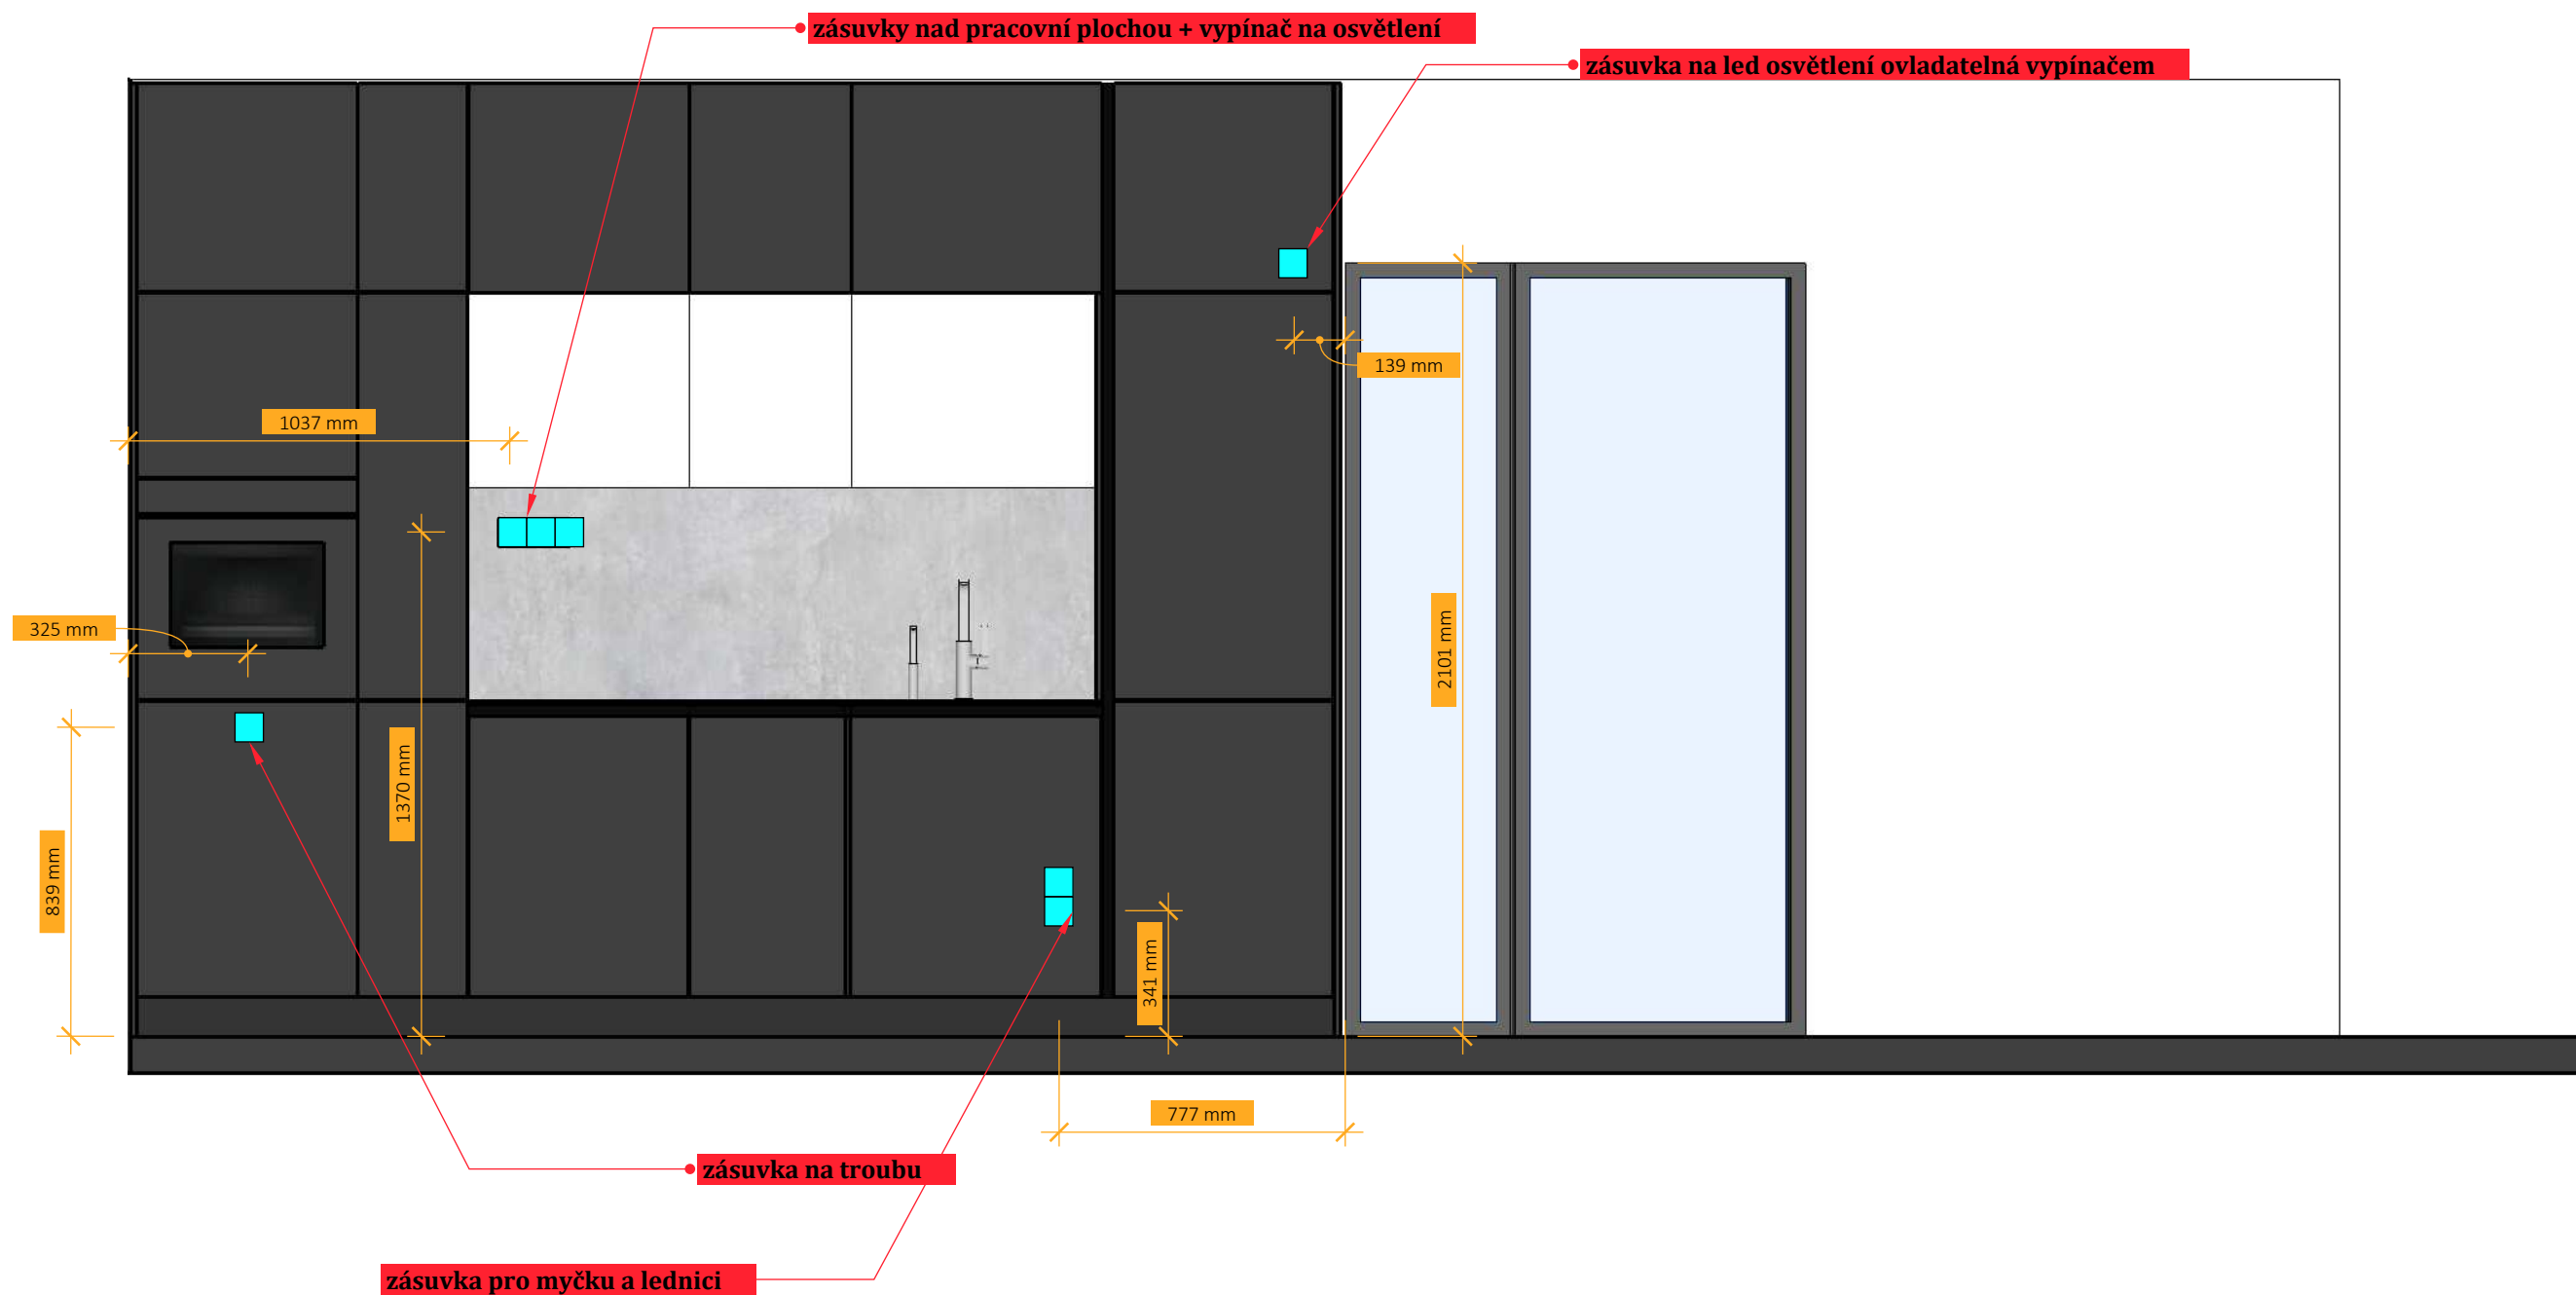 zásuvky nad pracovní plochou + vypínač na osvětlení
zásuvka na led osvětlení ovladatelná vypínačem
139 mm
1037 mm
325 mm
2101 mm
1370 mm
839 mm
341 mm
777 mm
zásuvka na troubu
zásuvka pro myčku a lednici